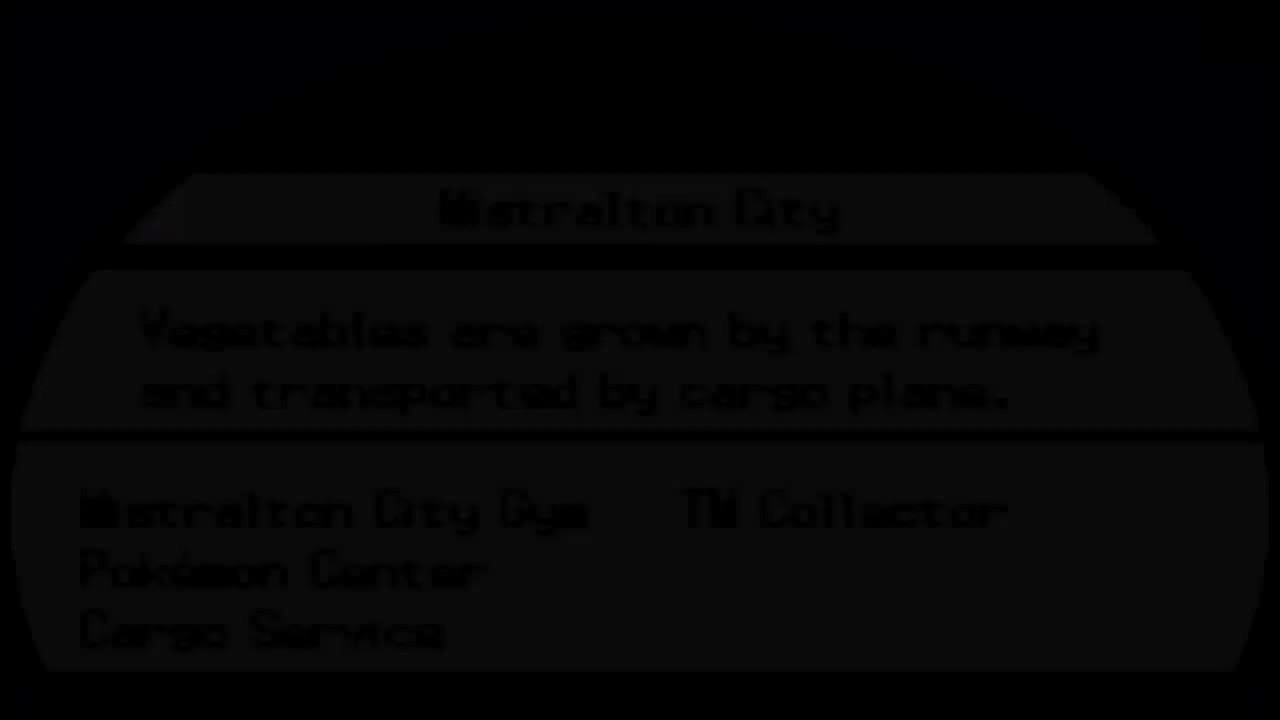 Mistralton City
Vegetables are grown by the runway
and transported by cargo plane.
Mistralton City Gym TM Collector
Pokémon Center
Cargo Service